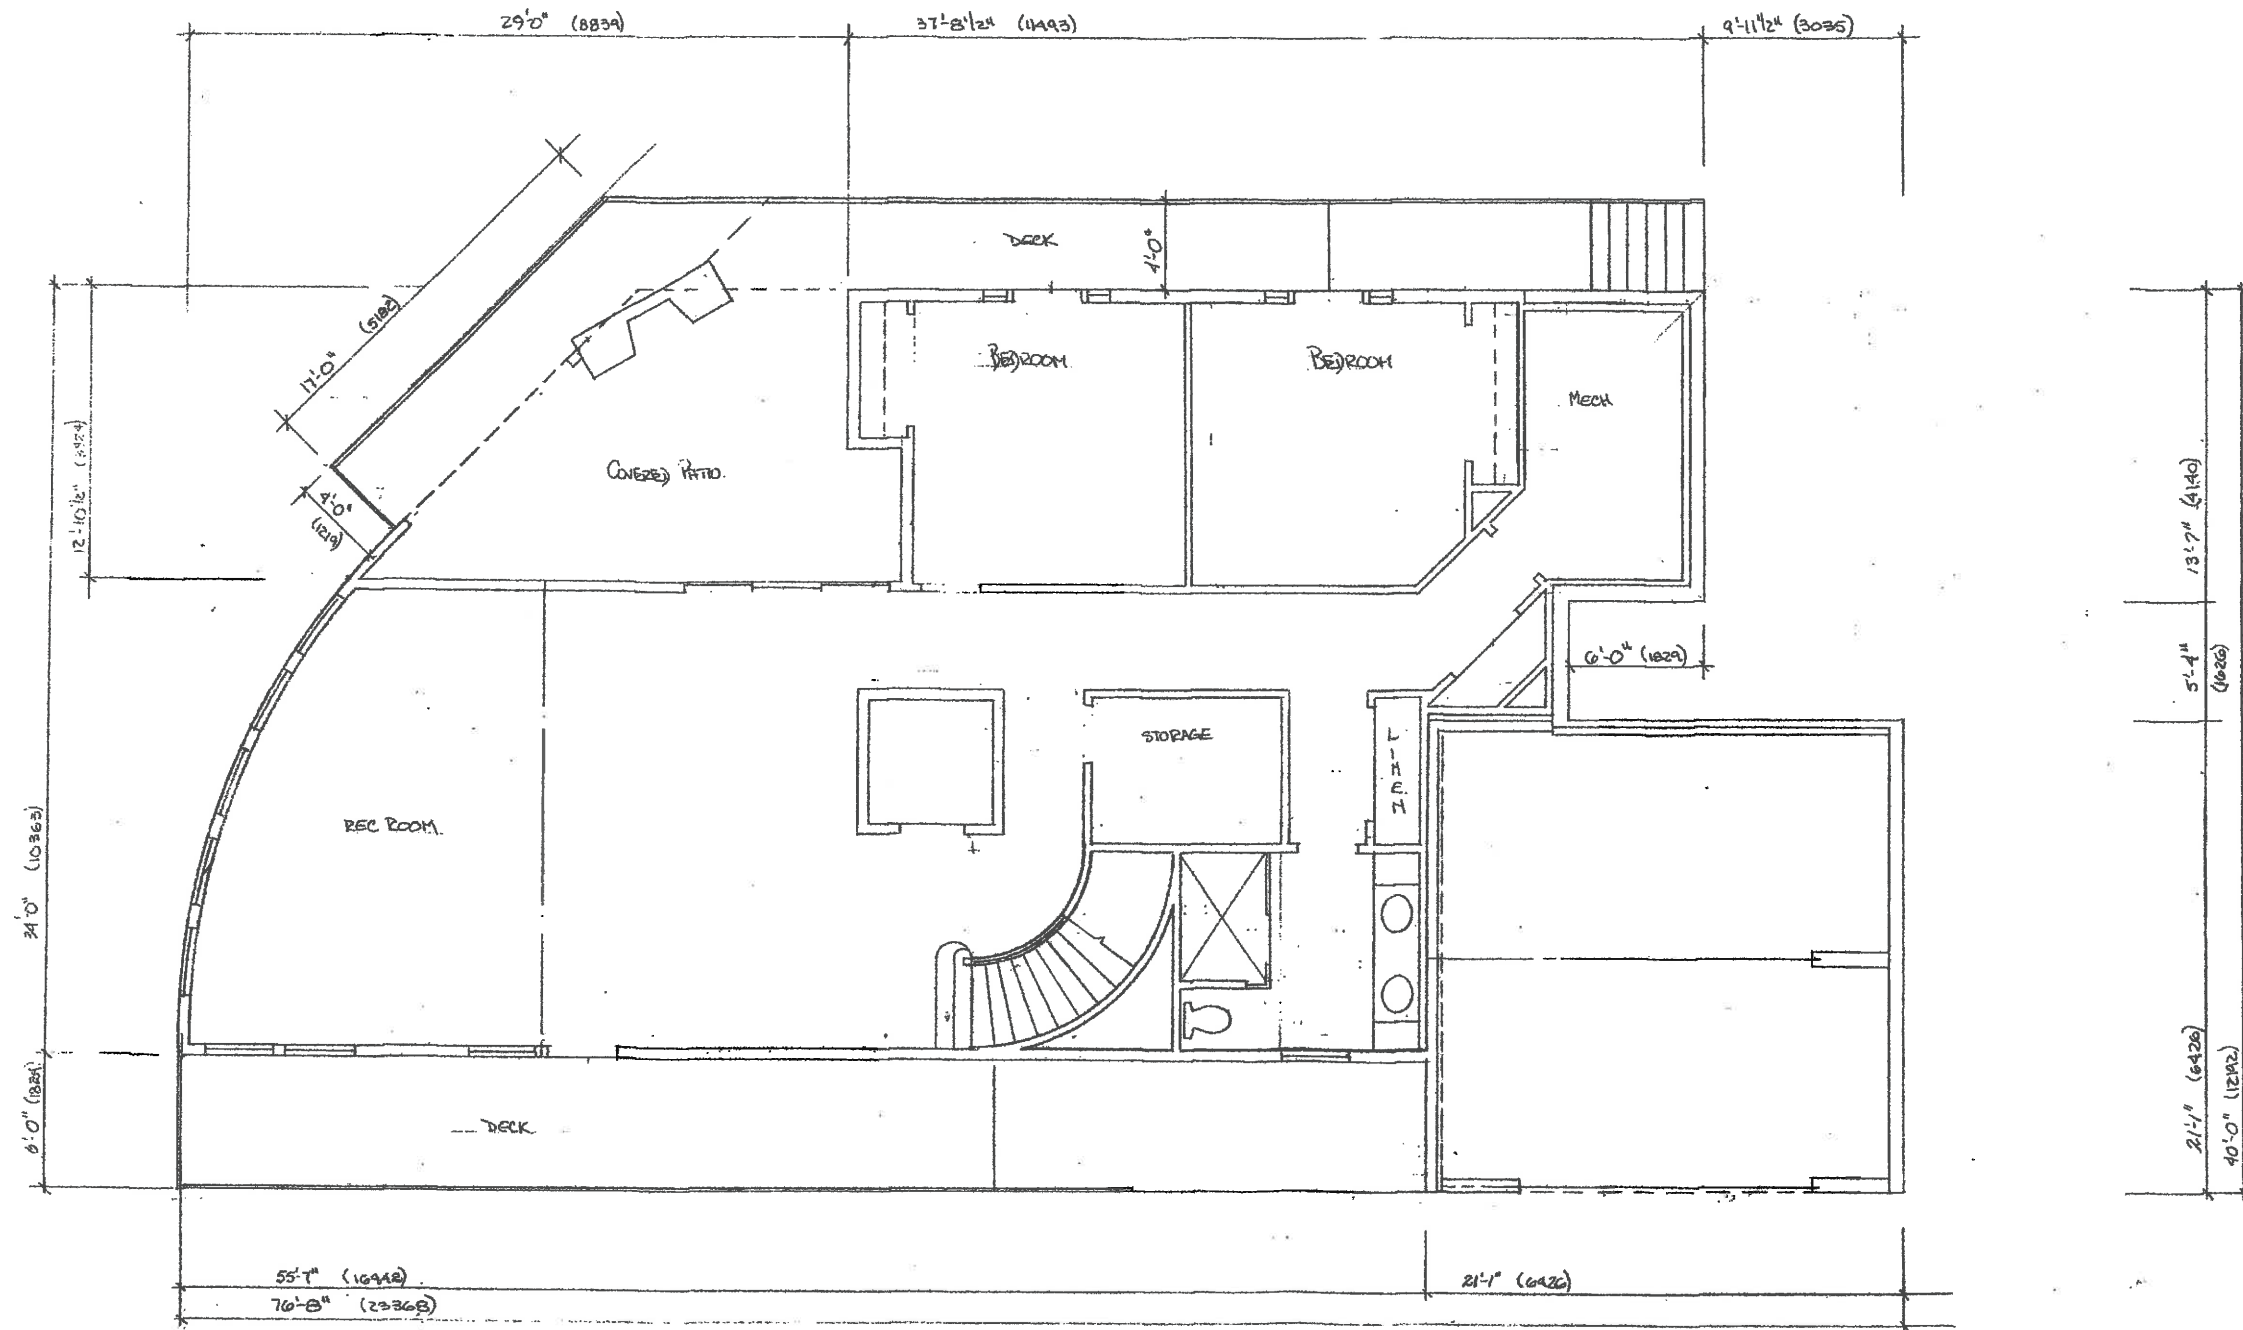 29'0" (8839)
37'-8 1/2" (11493)
9'-11 1/2" (3035)
DECK
4'-0"
(5182)
17'-0"
BEDROOM
BEDROOM
MECH
12'-10 1/2" (3924)
COVERED PATIO.
4'-0"
(1219)
13'-7" (4140)
6'-0" (1829)
5'-4"
(1626)
STORAGE
LINEN
REC ROOM.
34'0" (10363)
6'0" (1829)
DECK
21'-1" (6426)
40'-0" (12192)
55'-7" (16942)
21'-1" (6426)
76'-8" (23368)